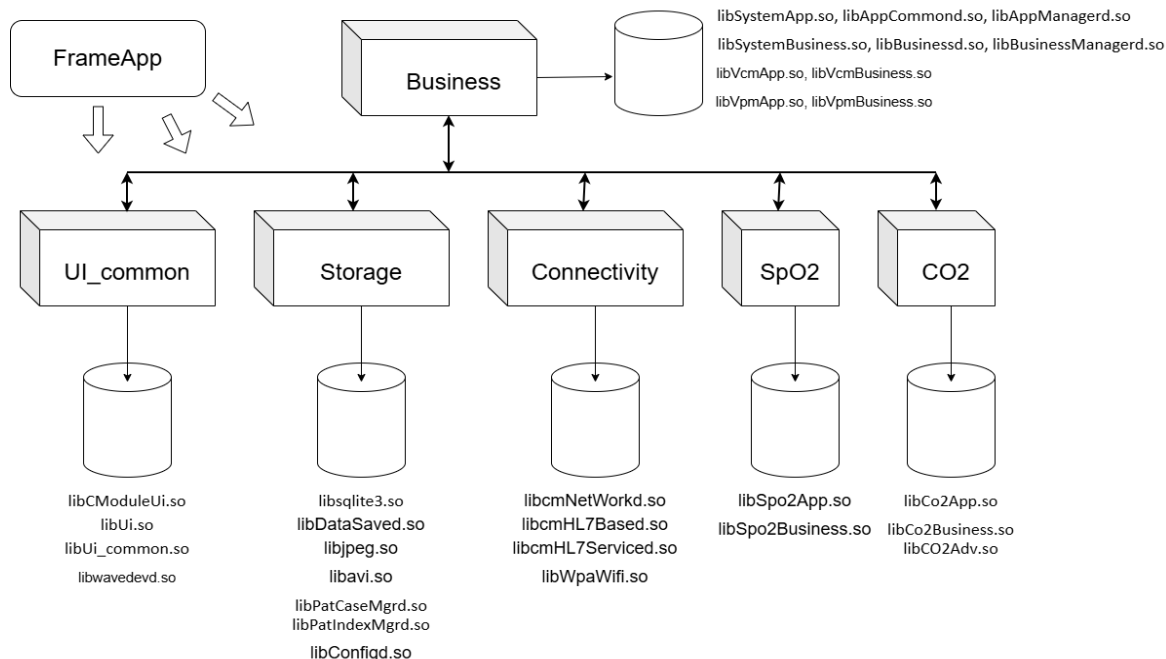 FrameApp
Business
libSystemApp.so, libAppCommond.so, libAppManagerd.so
libSystemBusiness.so, libBusinessd.so, libBusinessManagerd.so
libVcmApp.so, libVcmBusiness.so
libVpmApp.so, libVpmBusiness.so
UI_common
Storage
Connectivity
SpO2
CO2
libCModuleUi.so
libUi.so
libUi_common.so
libwavedevd.so
libsqlite3.so
libDataSaved.so
libjpeg.so
libavi.so
libPatCaseMgrd.so
libPatIndexMgrd.so
libConfigd.so
libcmNetWorkd.so
libcmHL7Based.so
libcmHL7Serviced.so
libWpaWifi.so
libSpo2App.so
libSpo2Business.so
libCo2App.so
libCo2Business.so
libCO2Adv.so